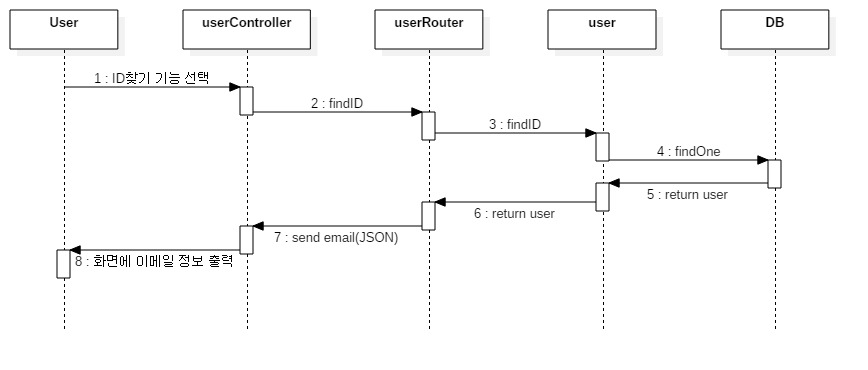 User
userController
userRouter
user
DB
1 : ID찾기 기능 선택
2 : findID
3 : findID
4 : findOne
5 : return user
6 : return user
7 : send email(JSON)
8 : 화면에 이메일 정보 출력